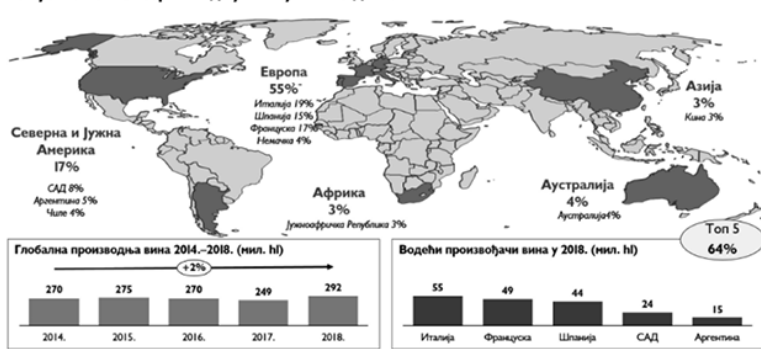 Европа
55%
Италија 19%
Шпанија 15%
Француска 17%
Немачка 4%
Азија
3%
Кина 3%
Северна и Јужна
Америка
17%
САД 8%
Аргентина 5%
Чиле 4%
Африка
3%
Јужноафричка Република 3%
Аустралија
4%
Аустралија4%
Глобална производња вина 2014.–2018. (мил. hl)
+2%
270 275 270 249 292
2014. 2015. 2016. 2017. 2018.
Водећи произвођачи вина у 2018. (мил. hl)
Топ 5
64%
55 49 44 24 15
Италија Француска Шпанија САД Аргентина